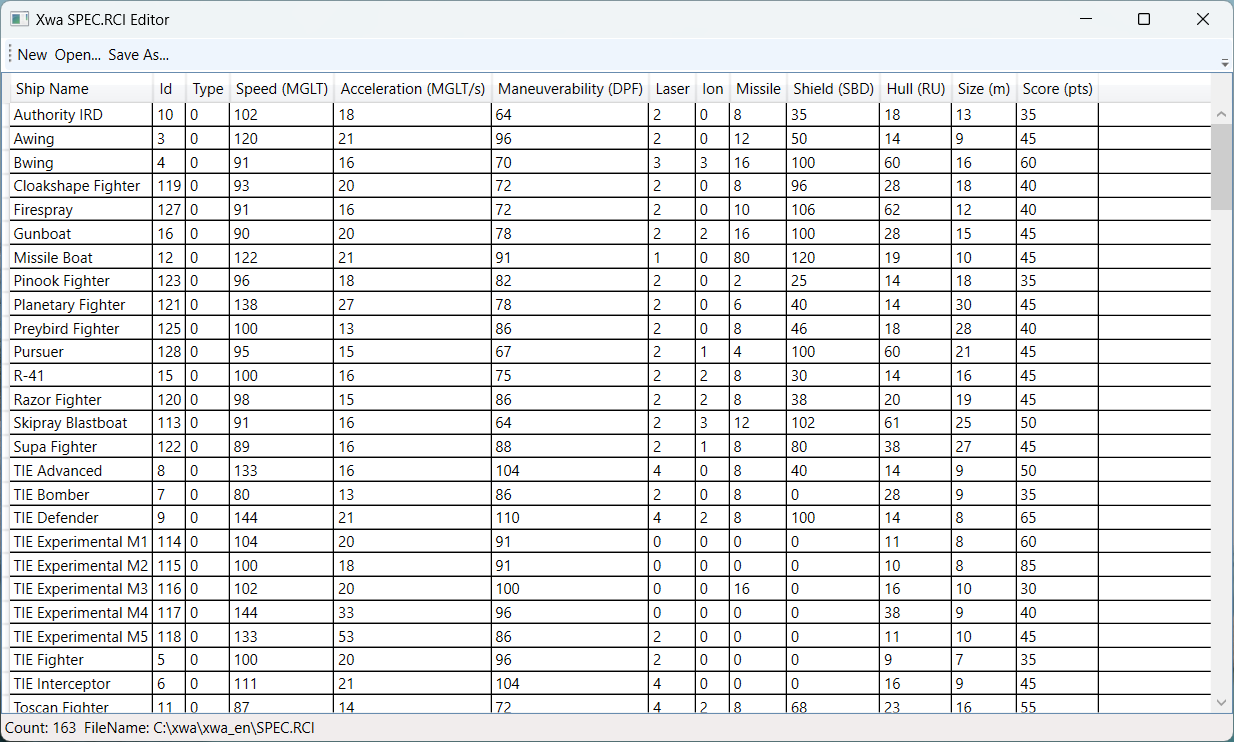 Xwa SPEC.RCI Editor
New Open... Save As...
Ship Name Id Type Speed (MGLT) Acceleration (MGLT/s) Maneuverability (DPF) Laser Ion Missile Shield (SBD) Hull (RU) Size (m) Score (pts)
Authority IRD 10 0 102 18 64 2 0 8 35 18 13 35
Awing 3 0 120 21 96 2 0 12 50 14 9 45
Bwing 4 0 91 16 70 3 3 16 100 60 16 60
Cloakshape Fighter 119 0 93 20 72 2 0 8 96 28 18 40
Firespray 127 0 91 16 72 2 0 10 106 62 12 40
Gunboat 16 0 90 20 78 2 2 16 100 28 15 45
Missile Boat 12 0 122 21 91 1 0 80 120 19 10 45
Pinook Fighter 123 0 96 18 82 2 0 2 25 14 18 35
Planetary Fighter 121 0 138 27 78 2 0 6 40 14 30 45
Preybird Fighter 125 0 100 13 86 2 0 8 46 18 28 40
Pursuer 128 0 95 15 67 2 1 4 100 60 21 45
R-41 15 0 100 16 75 2 2 8 30 14 16 45
Razor Fighter 120 0 98 15 86 2 2 8 38 20 19 45
Skipray Blastboat 113 0 91 16 64 2 3 12 102 61 25 50
Supa Fighter 122 0 89 16 88 2 1 8 80 38 27 45
TIE Advanced 8 0 133 16 104 4 0 8 40 14 9 50
TIE Bomber 7 0 80 13 86 2 0 8 0 28 9 35
TIE Defender 9 0 144 21 110 4 2 8 100 14 8 65
TIE Experimental M1 114 0 104 20 91 0 0 0 0 11 8 60
TIE Experimental M2 115 0 100 18 91 0 0 0 0 10 8 85
TIE Experimental M3 116 0 102 20 100 0 0 16 0 16 10 30
TIE Experimental M4 117 0 144 33 96 0 0 0 0 38 9 40
TIE Experimental M5 118 0 133 53 86 2 0 0 0 11 10 45
TIE Fighter 5 0 100 20 96 2 0 0 0 9 7 35
TIE Interceptor 6 0 111 21 104 4 0 0 0 16 9 45
Toscan Fighter 11 0 87 14 72 4 2 8 68 23 16 55
Count: 163 FileName: C:\xwa\xwa_en\SPEC.RCI